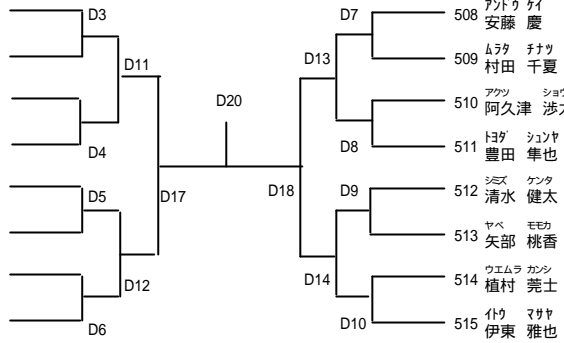 D3
D11
D4
D5
D17
D12
D6
D20
D7
D13
D8
D18
D9
D14
D10
508 アンドウ ケイ
安藤 慶
509 ムラタ チナツ
村田 千夏
510 アクツ ショウ
阿久津 渉
511 トヨダ シュンヤ
豊田 隼也
512 シミズ ケンタ
清水 健太
513 ヤベ モモカ
矢部 桃香
514 ウエムラ カンシ
植村 莞士
515 イトウ マサヤ
伊東 雅也